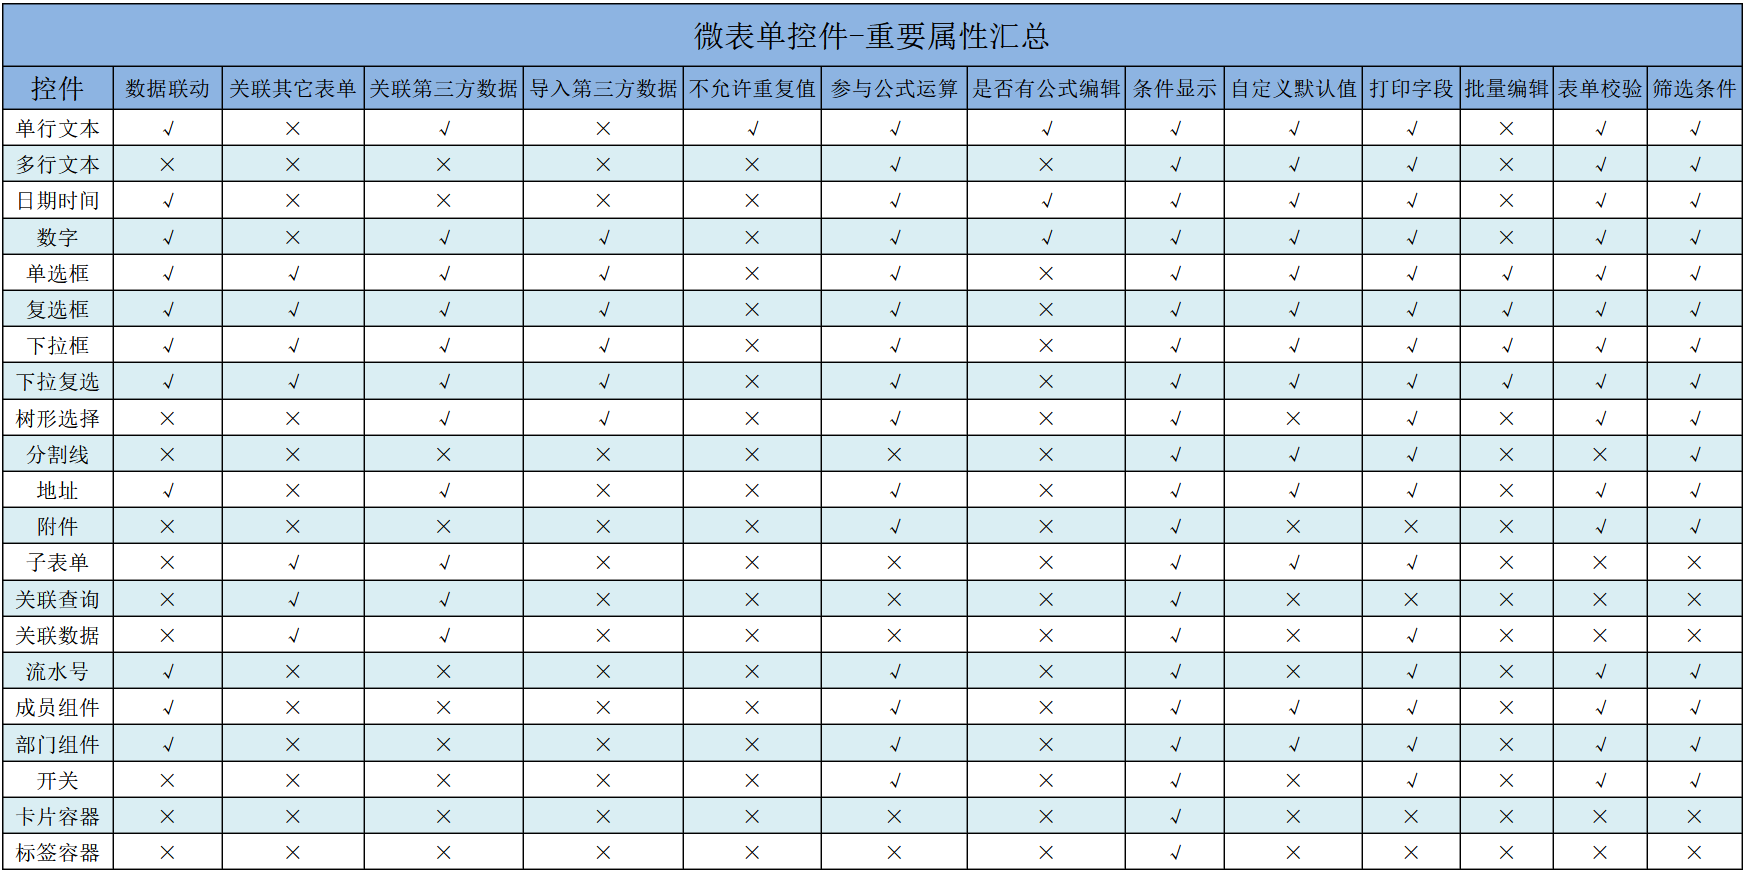 微表单控件-重要属性汇总
控件 数据联动 关联其它表单 关联第三方数据 导入第三方数据 不允许重复值 参与公式运算 是否有公式编辑 条件显示 自定义默认值 打印字段 批量编辑 表单校验 筛选条件
单行文本 √ × √ × √ √ √ √ √ √ × √ √
多行文本 × × × × × √ × √ √ √ × √ √
日期时间 √ × × × × √ √ √ √ √ × √ √
数字 √ × √ √ × √ √ √ √ √ × √ √
单选框 √ √ √ √ × √ × √ √ √ √ √ √
复选框 √ √ √ √ × √ × √ √ √ √ √ √
下拉框 √ √ √ √ × √ × √ √ √ √ √ √
下拉复选 √ √ √ √ × √ × √ √ √ √ √ √
树形选择 × × √ √ × √ × √ × √ × √ √
分割线 × × × × × × × √ √ √ × × √
地址 √ × √ × × √ × √ √ √ × √ √
附件 × × × × × √ × √ × × × √ √
子表单 × √ √ × × × × √ √ √ × × ×
关联查询 × √ √ × × × × √ × × × × ×
关联数据 × √ √ × × × × √ × √ × × ×
流水号 √ × × × × √ × √ × √ × √ √
成员组件 √ × × × × √ × √ √ √ × √ √
部门组件 √ × × × × √ × √ √ √ × √ √
开关 × × × × × √ × √ × √ × √ √
卡片容器 × × × × × × × √ × × × × ×
标签容器 × × × × × × × √ × × × × ×